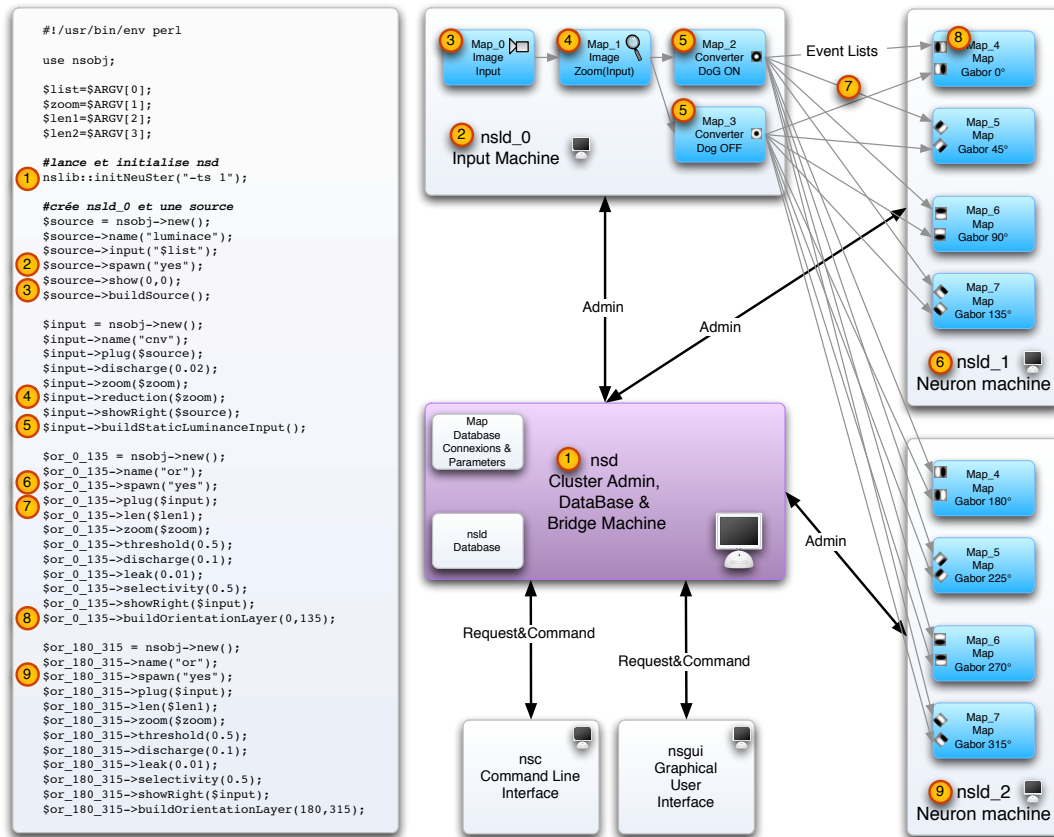 #!/usr/bin/env perl
use nsobj;
$list=$ARGV[0];
$zoom=$ARGV[1];
$len1=$ARGV[2];
$len2=$ARGV[3];
#lance et initialise nsd
1 nslib::initNeuSter("-ts 1");
#crée nsld_0 et une source
$source = nsobj->new();
$source->name("luminace");
$source->input("$list");
2 $source->spawn("yes");
$source->show(0,0);
3 $source->buildSource();
$input = nsobj->new();
$input->name("cnv");
$input->plug($source);
$input->discharge(0.02);
$input->zoom($zoom);
4 $input->reduction($zoom);
$input->showRight($source);
5 $input->buildStaticLuminanceInput();
$or_0_135 = nsobj->new();
$or_0_135->name("or");
6 $or_0_135->spawn("yes");
7 $or_0_135->plug($input);
$or_0_135->len($len1);
$or_0_135->zoom($zoom);
$or_0_135->threshold(0.5);
$or_0_135->discharge(0.1);
$or_0_135->leak(0.01);
$or_0_135->selectivity(0.5);
$or_0_135->showRight($input);
8 $or_0_135->buildOrientationLayer(0,135);
$or_180_315 = nsobj->new();
$or_180_315->name("or");
9 $or_180_315->spawn("yes");
$or_180_315->plug($input);
$or_180_315->len($len1);
$or_180_315->zoom($zoom);
$or_180_315->threshold(0.5);
$or_180_315->discharge(0.1);
$or_180_315->leak(0.01);
$or_180_315->selectivity(0.5);
$or_180_315->showRight($input);
$or_180_315->buildOrientationLayer(180,315);
3 Map_0
Image
Input
4 Map_1
Image
Zoom(Input)
5 Map_2
Converter
DoG ON
5 Map_3
Converter
Dog OFF
2 nsld_0
Input Machine
Event Lists
7
8 Map_4
Map
Gabor 0°
Map_5
Map
Gabor 45°
Map_6
Map
Gabor 90°
Map_7
Map
Gabor 135°
6 nsld_1
Neuron machine
Admin
Admin
Admin
Map
Database
Connexions &
Parameters
nsld
Database
1 nsd
Cluster Admin,
DataBase &
Bridge Machine
Map_4
Map
Gabor 180°
Map_5
Map
Gabor 225°
Map_6
Map
Gabor 270°
Map_7
Map
Gabor 315°
9 nsld_2
Neuron machine
Request&Command
Request&Command
nsc
Command Line
Interface
nsgui
Graphical
User
Interface